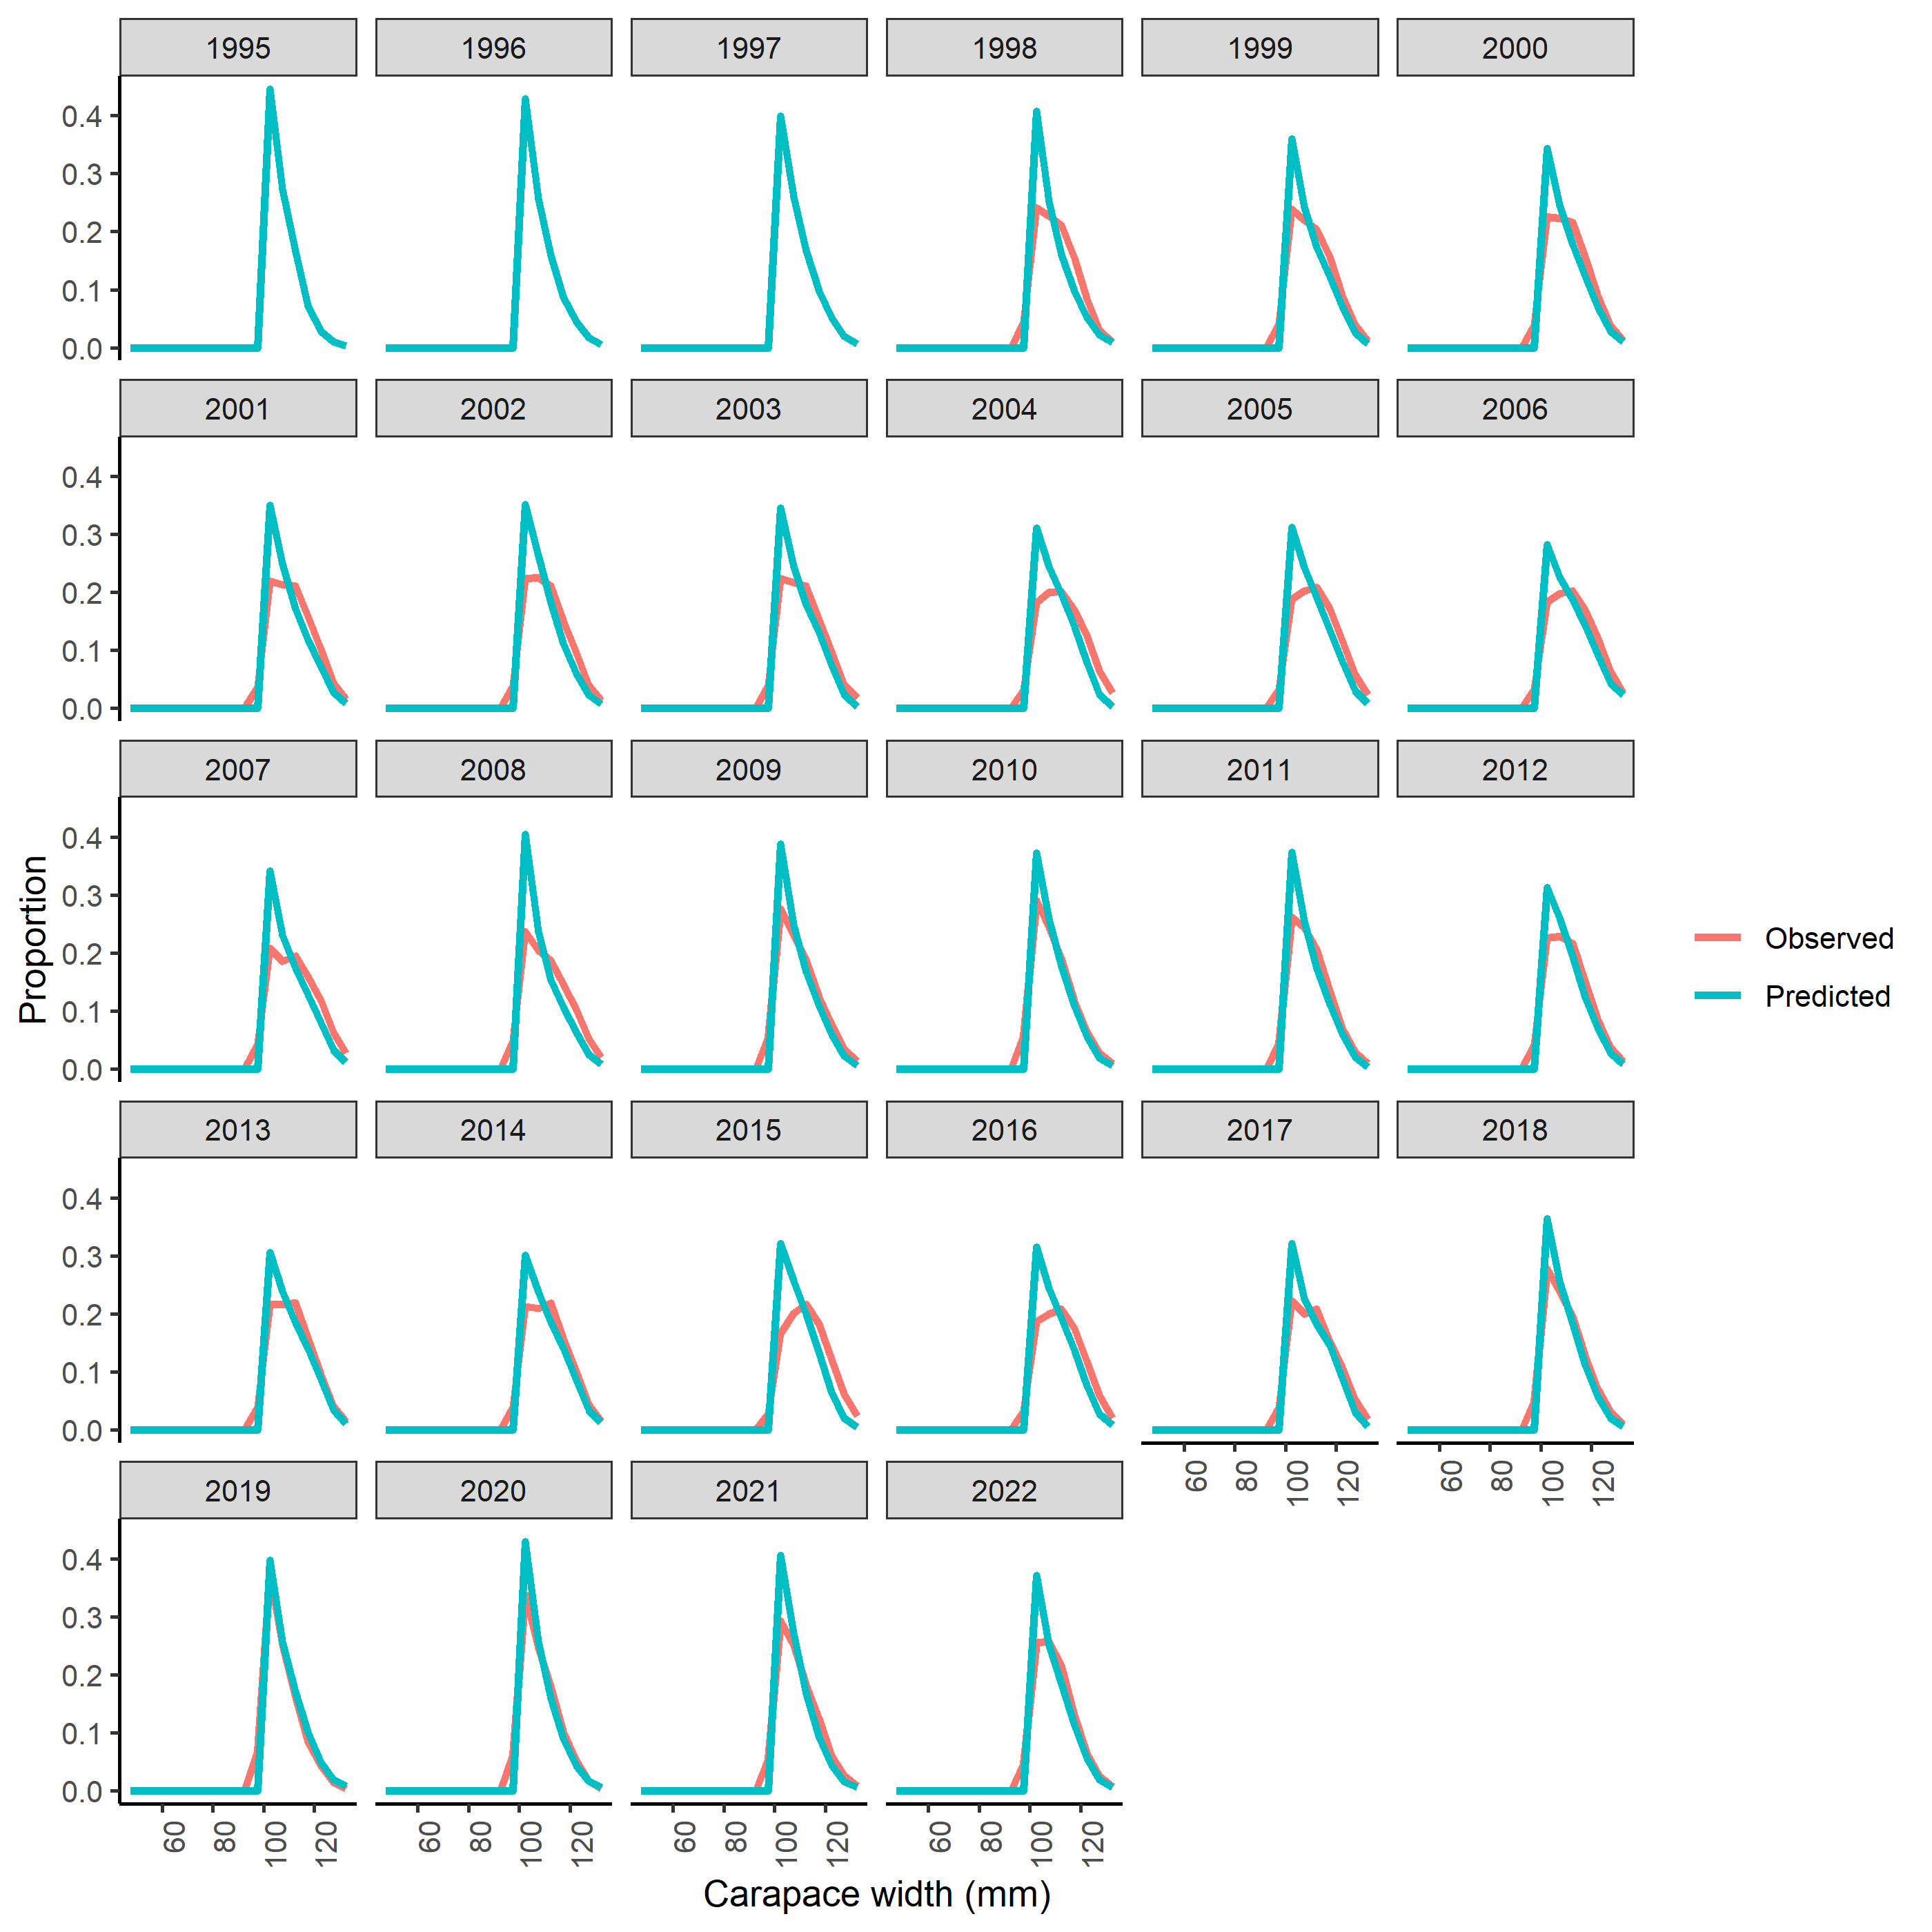 1995 1996 1997 1998 1999 2000
0.4
0.3
0.2
0.1
0.0
2001 2002 2003 2004 2005 2006
0.4
0.3
0.2
0.1
0.0
2007 2008 2009 2010 2011 2012
0.4
0.3
0.2
0.1
0.0
Proportion
Observed
Predicted
2013 2014 2015 2016 2017 2018
0.4
0.3
0.2
0.1
0.0
60 80 100 120 60 80 100 120
2019 2020 2021 2022
0.4
0.3
0.2
0.1
0.0
60 80 100 120 60 80 100 120 60 80 100 120 60 80 100 120
Carapace width (mm)